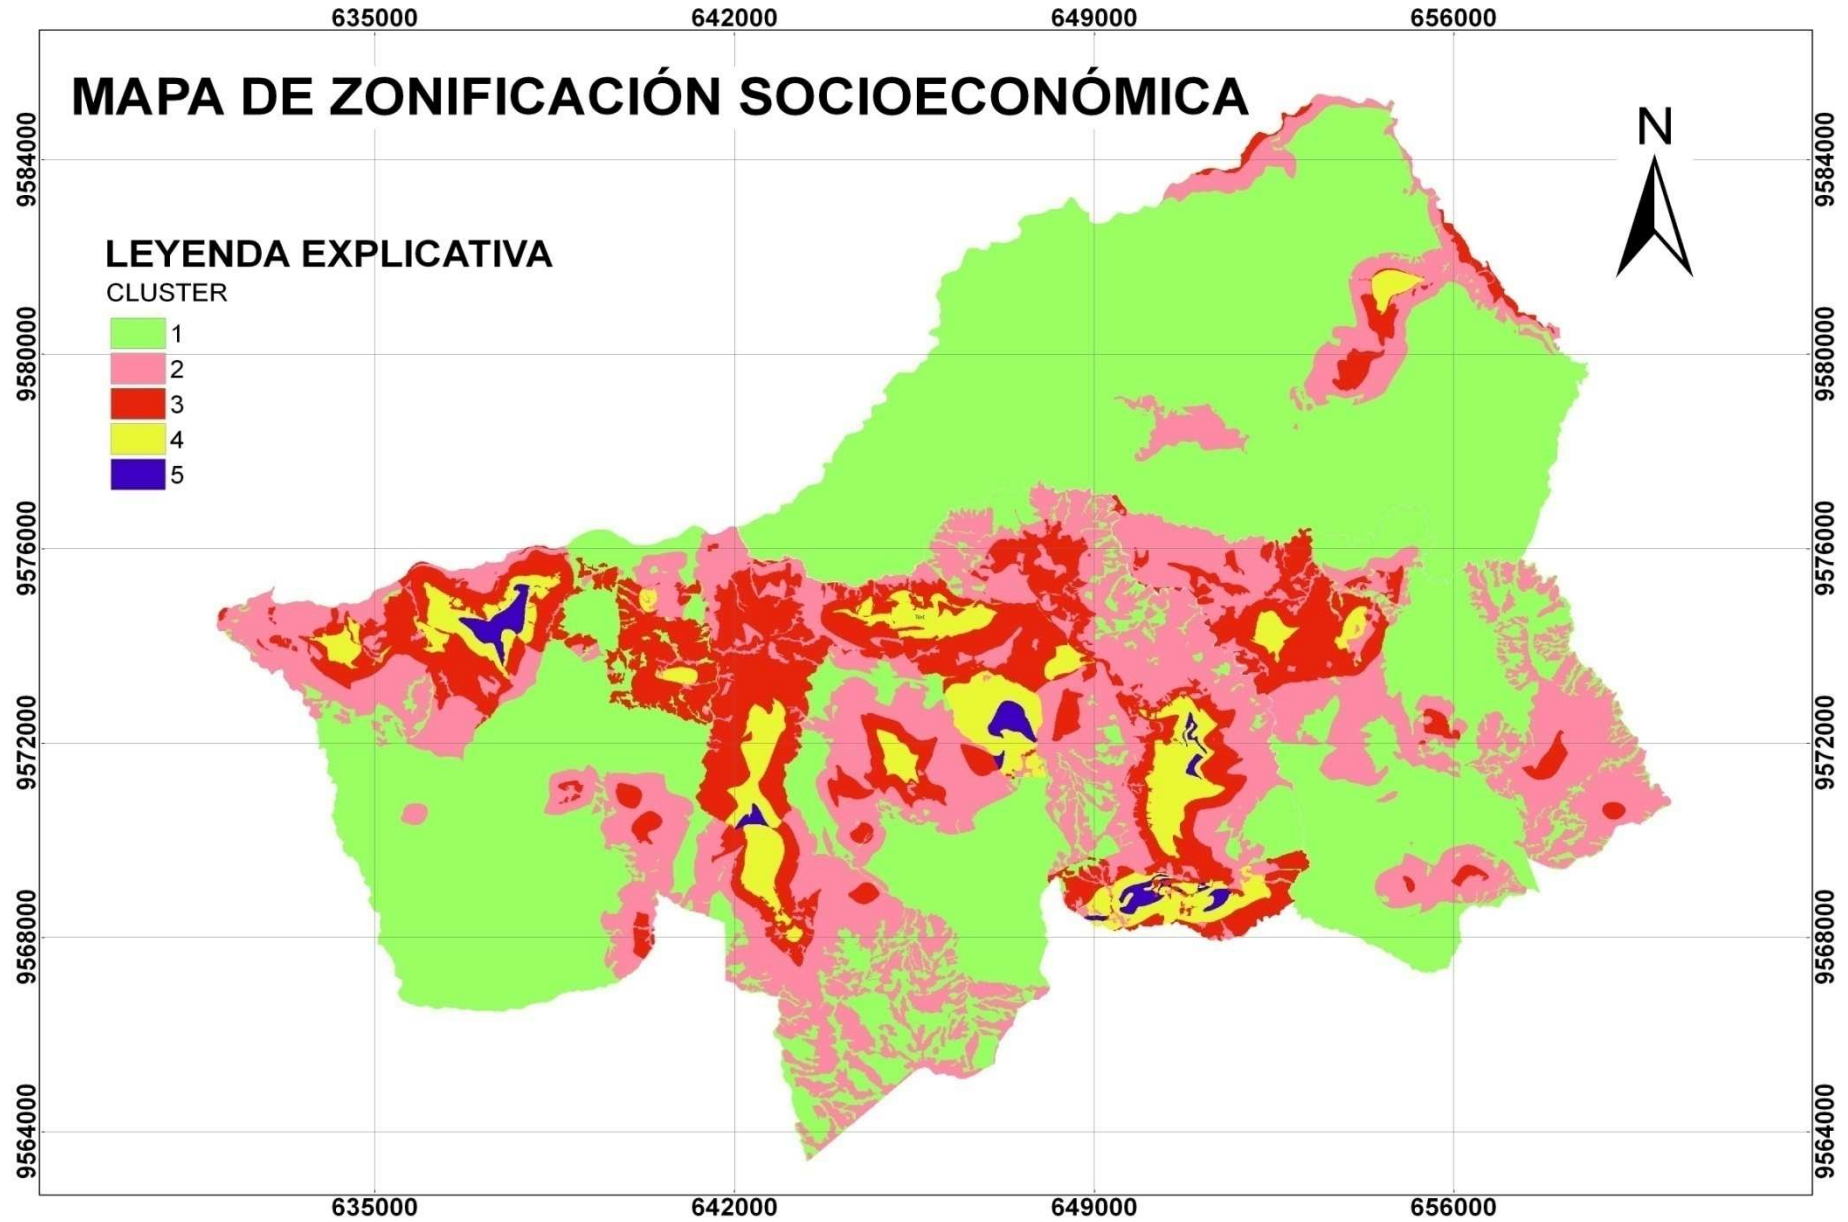 635000 642000 649000 656000
MAPA DE ZONIFICACIÓN SOCIOECONÓMICA
N
9584000 9584000
LEYENDA EXPLICATIVA
CLUSTER
1
2
3
4
5
9580000 9580000
9576000 9576000
9572000 9572000
9568000 9568000
9564000 9564000
635000 642000 649000 656000